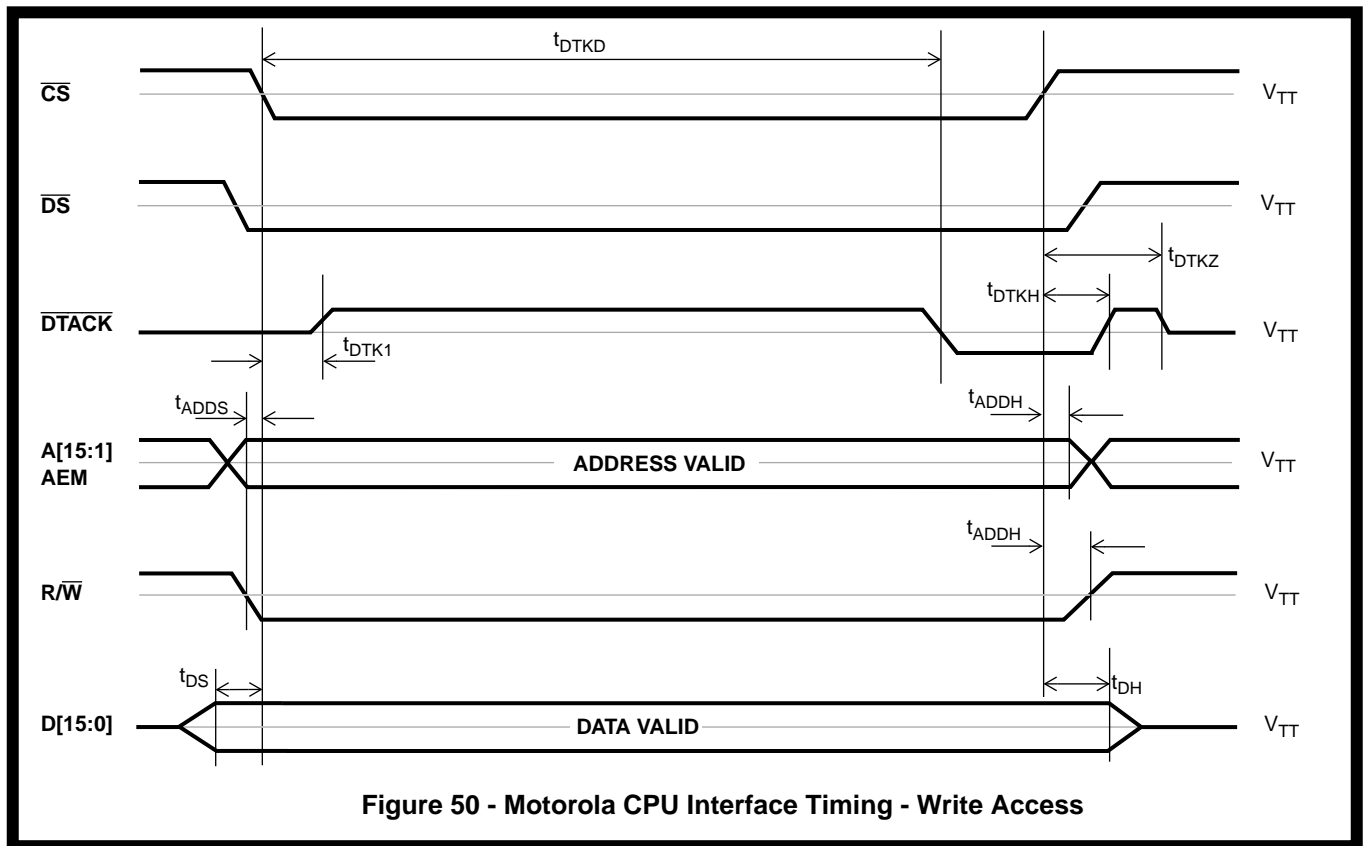 tDTKD
CS VTT
DS VTT
tDTKZ
tDTKH
DTACK VTT
tDTK1
tADDS tADDH
A[15:1]
AEM
ADDRESS VALID VTT
tADDH
R/W VTT
tDS tDH
D[15:0] DATA VALID VTT
Figure 50 - Motorola CPU Interface Timing - Write Access